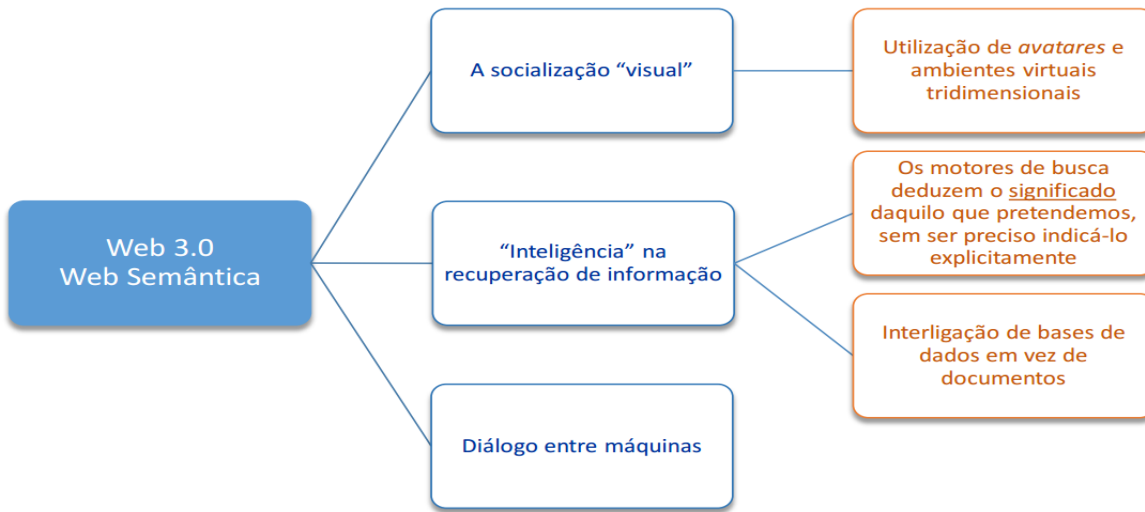 Web 3.0
Web Semântica
A socialização “visual”
Utilização de avatares e
ambientes virtuais
tridimensionais
“Inteligência” na
recuperação de informação
Os motores de busca
deduzem o significado
daquilo que pretendemos,
sem ser preciso indicá-lo
explicitamente
Interligação de bases de
dados em vez de
documentos
Diálogo entre máquinas